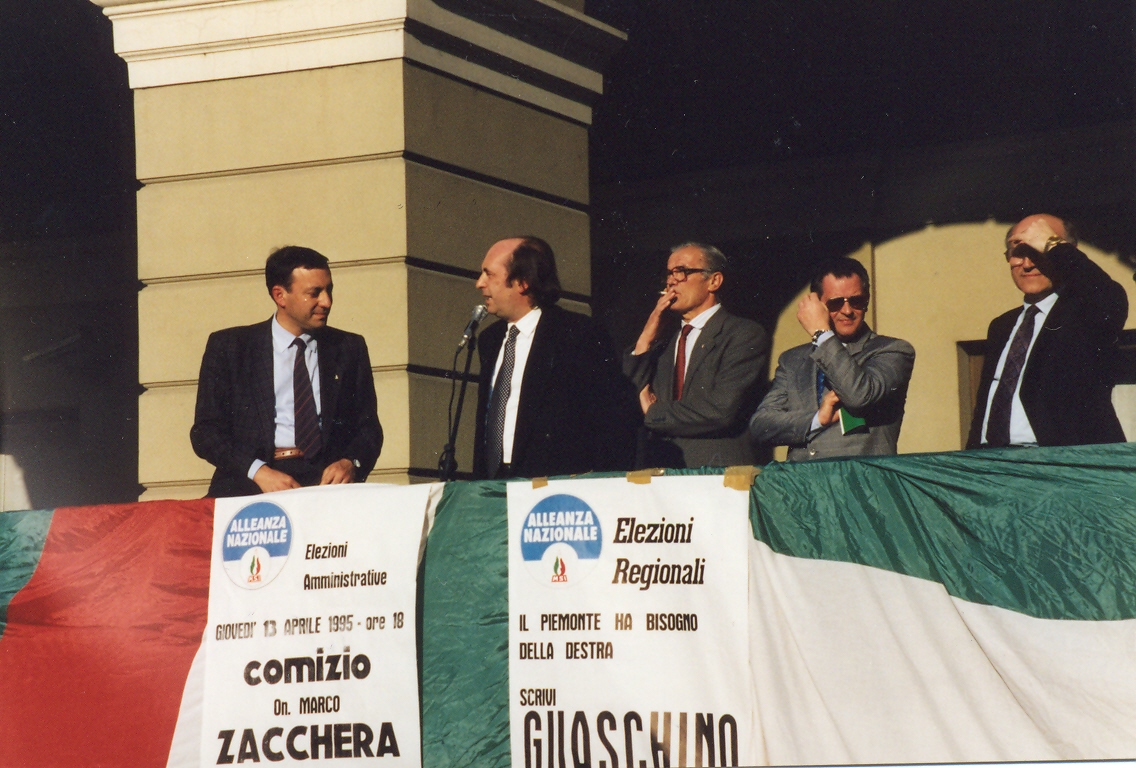 ALLEANZA
NAZIONALE
M.S.I.
Elezioni
Amministrative
GIOVEDI' 13 APRILE 1995 - ore 18
comizio
On. MARCO
ZACCHERA
ALLEANZA
NAZIONALE
M.S.I.
Elezioni
Regionali
IL PIEMONTE HA BISOGNO
DELLA DESTRA
SCRIVI
GUASCHINO